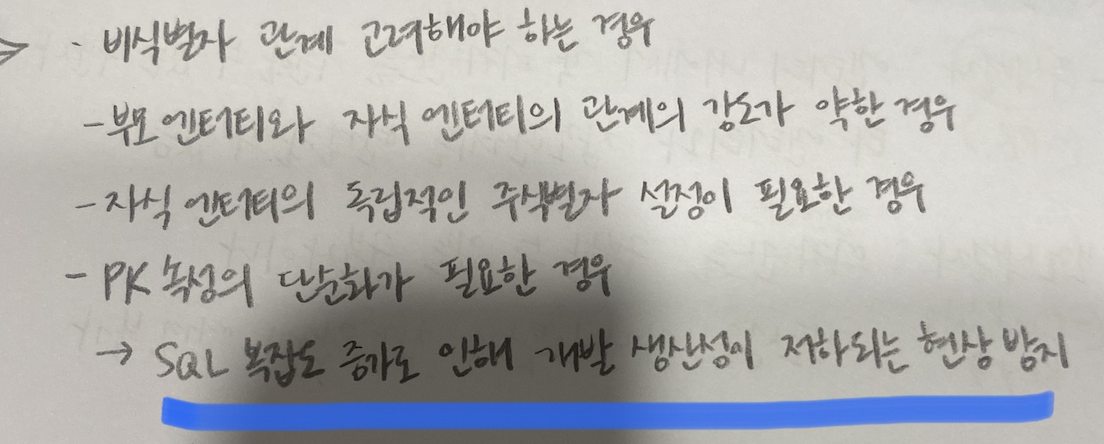 · 비식별자 관계 고려해야 하는 경우
- 부모 엔터티와 자식 엔터티의 관계의 강도가 약한 경우
- 자식 엔터티의 독립적인 주식별자 설정이 필요한 경우
- PK 속성의 단순화가 필요한 경우
→ SQL 복잡도 증가로 인해 개발 생산성이 저하되는 현상 방지